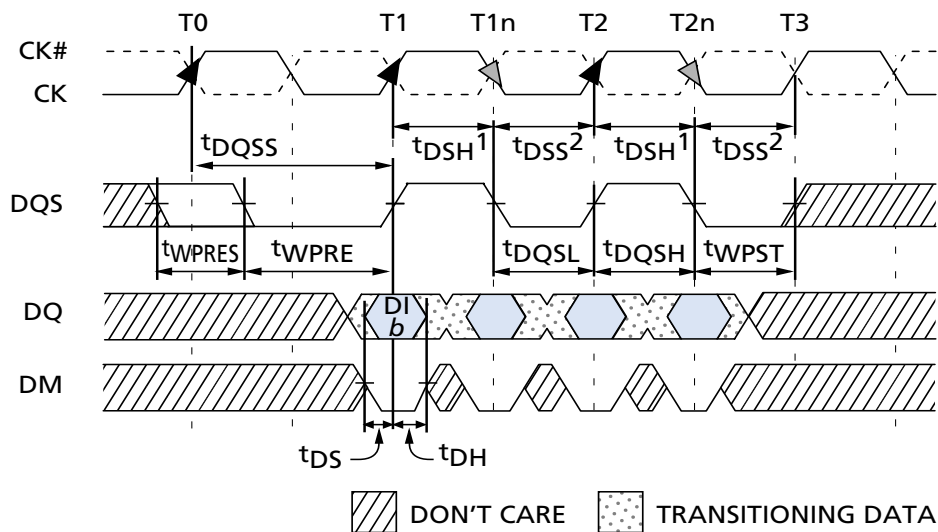 T0 T1 T1n T2 T2n T3
CK#
CK
tDQSS tDSH1 tDSS2 tDSH1 tDSS2
DQS
tWPRES tWPRE tDQSL tDQSH tWPST
DQ
DI
b
DM
tDS tDH
DON'T CARE TRANSITIONING DATA